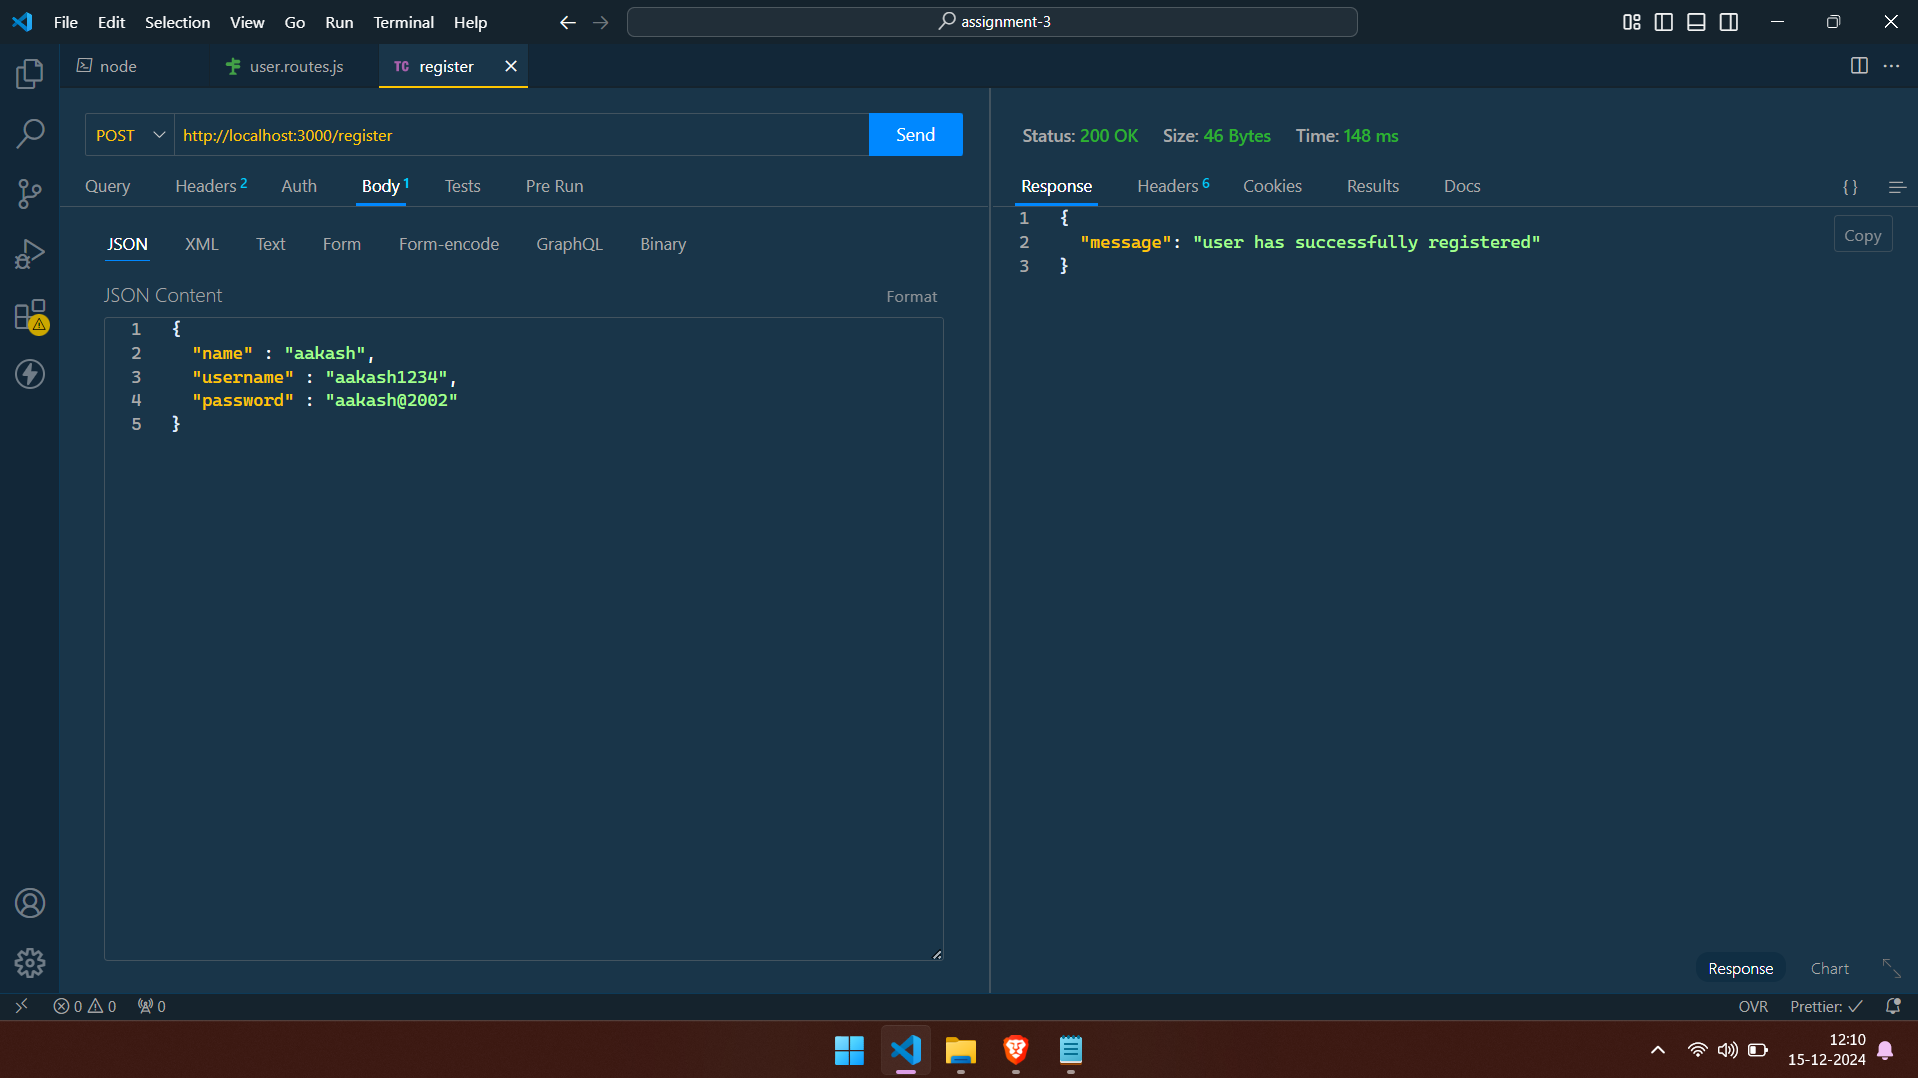 File Edit Selection View Go Run Terminal Help assignment-3
node user.routes.js TC register
POST http://localhost:3000/register Send
Status: 200 OK Size: 46 Bytes Time: 148 ms
Query Headers 2 Auth Body 1 Tests Pre Run
Response Headers 6 Cookies Results Docs { }
JSON XML Text Form Form-encode GraphQL Binary
JSON Content Format
1 {
2 "name" : "aakash",
3 "username" : "aakash1234",
4 "password" : "aakash@2002"
5 }
1 {
2 "message": "user has successfully registered"
3 }
Copy
Response Chart
0 0 0 OVR Prettier: ✓
12:10
15-12-2024